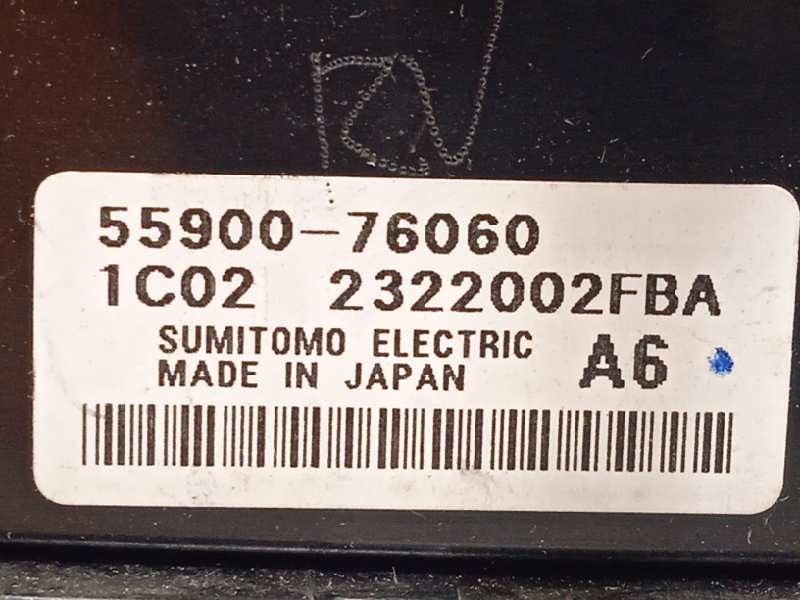 55900-76060
1C02 2322002FBA
SUMITOMO ELECTRIC
MADE IN JAPAN A6